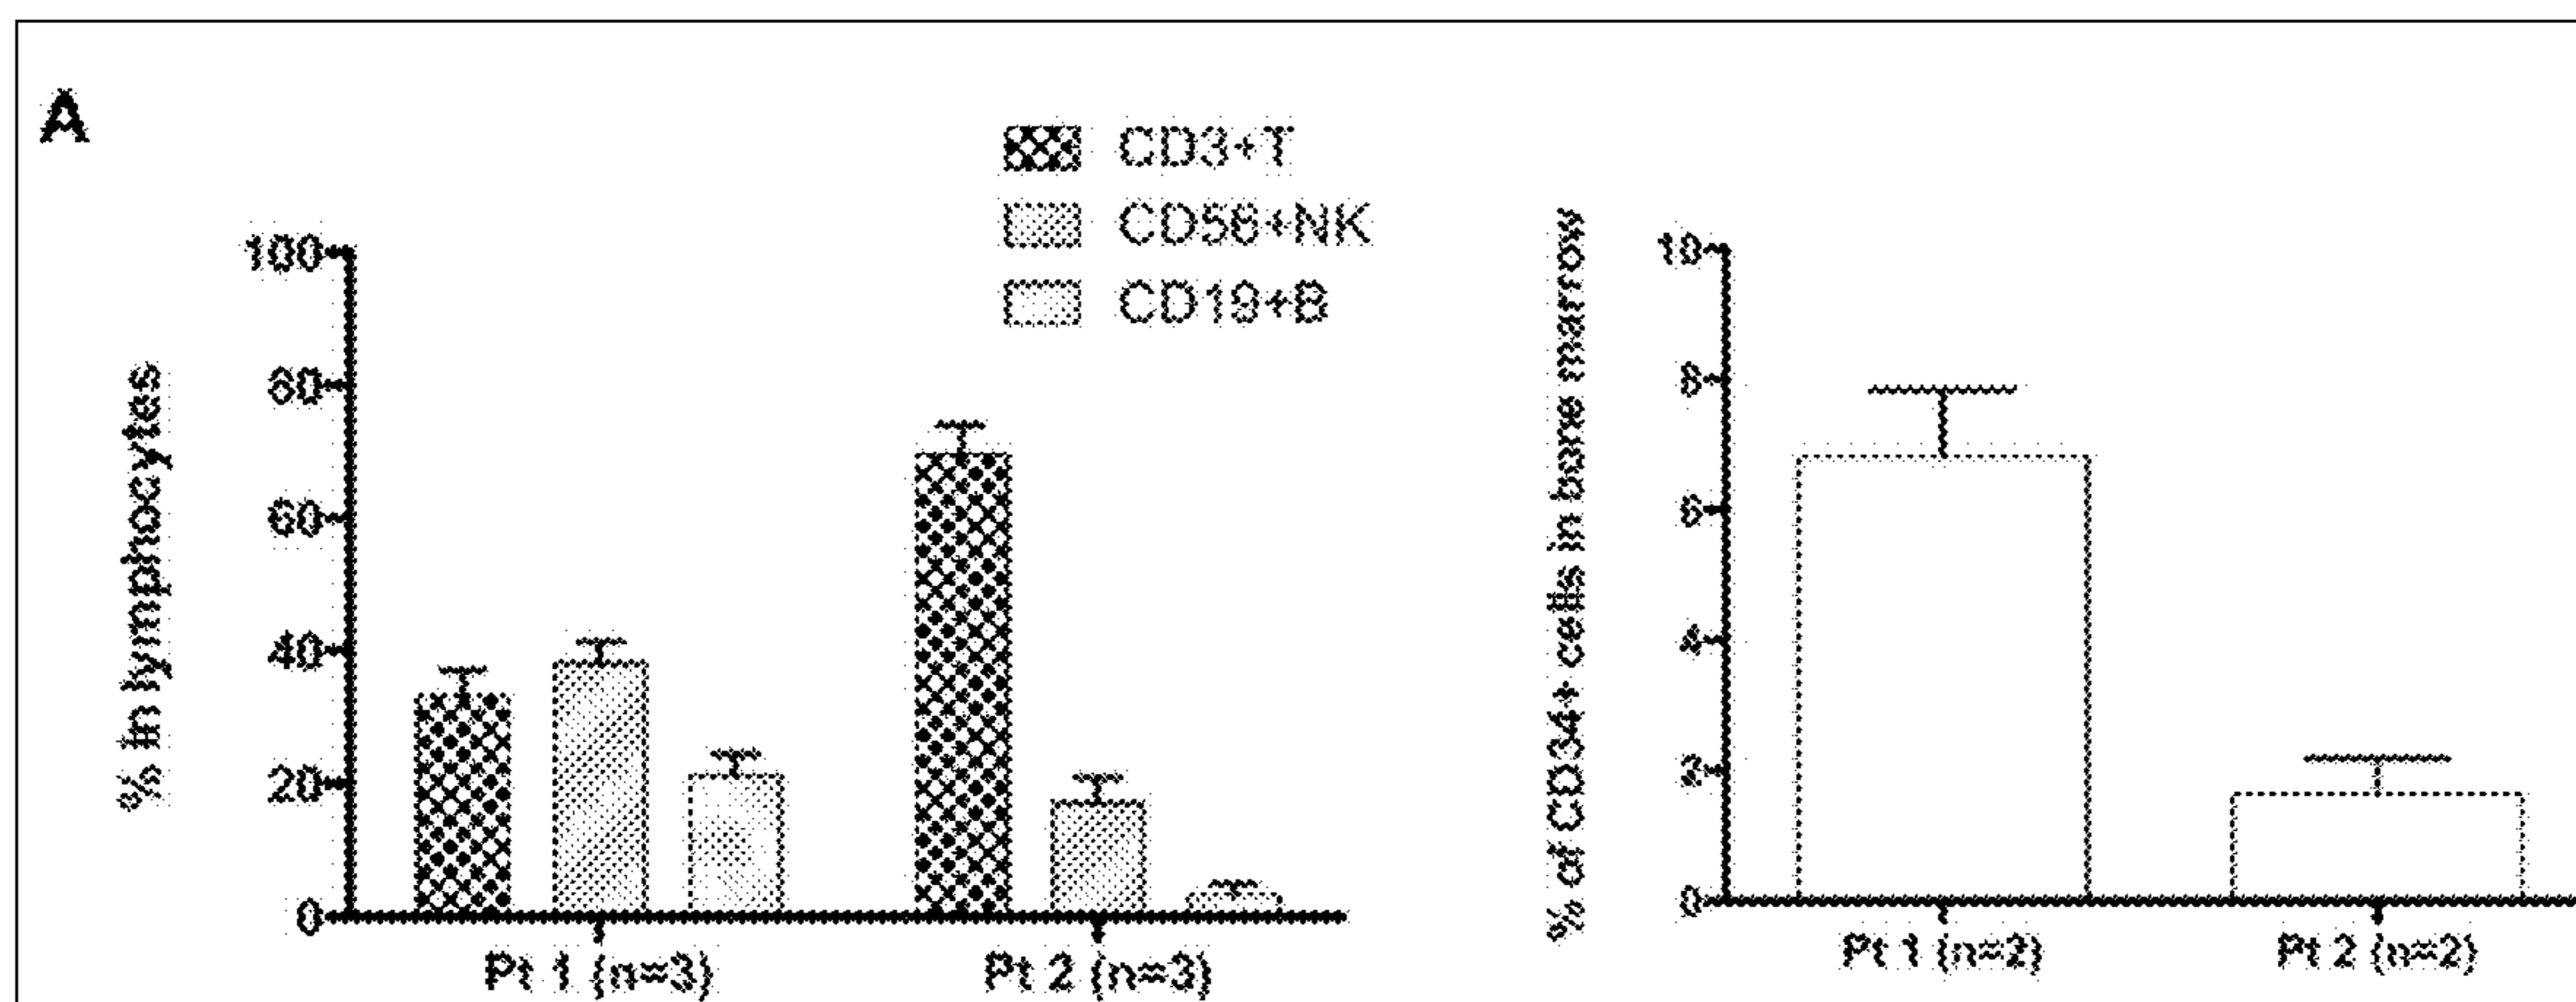 A
CD3+T
CD56+NK
CD19+B
% in lymphocytes
100
80
60
40
20
0
Pt 1 (n=3)
Pt 2 (n=3)
% of CD34+ cells in bone marrow
10
8
6
4
2
0
Pt 1 (n=2)
Pt 2 (n=2)